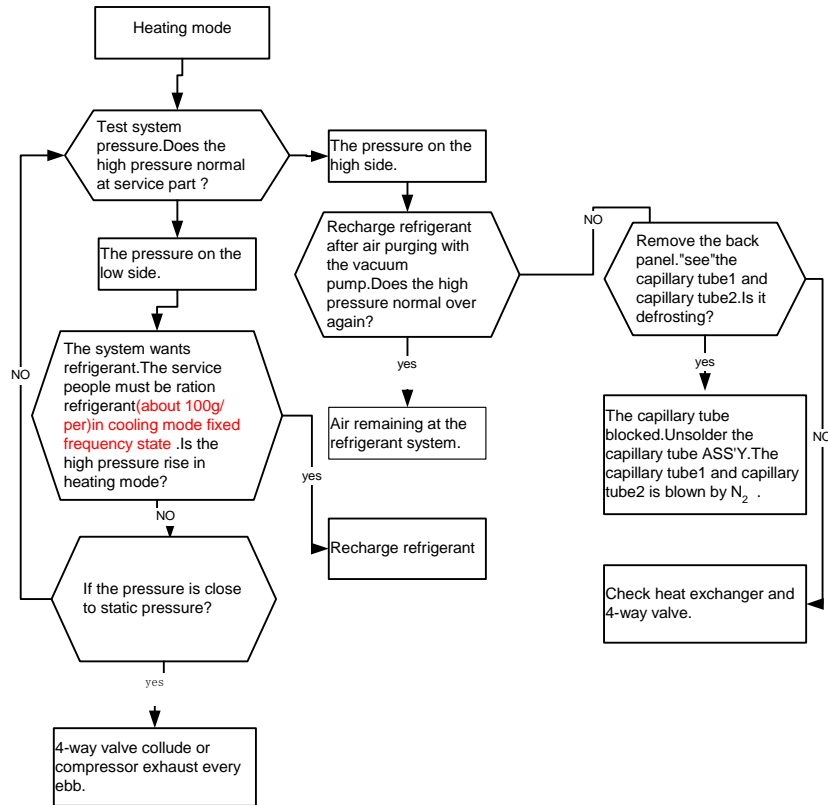 Heating mode
Test system
pressure.Does the
high pressure normal
at service part ?
The pressure on the
high side.
The pressure on the
low side.
Recharge refrigerant
after air purging with
the vacuum
pump.Does the high
pressure normal over
again?
NO
Remove the back
panel."see"the
capillary tube1 and
capillary tube2.Is it
defrosting?
NO
The system wants
refrigerant.The service
people must be ration
refrigerant(about 100g/
per)in cooling mode fixed
frequency state .Is the
high pressure rise in
heating mode?
yes
yes
Air remaining at the
refrigerant system.
The capillary tube
blocked.Unsolder the
capillary tube ASS'Y.The
capillary tube1 and capillary
tube2 is blown by N2 .
NO
yes
NO
Recharge refrigerant
If the pressure is close
to static pressure?
Check heat exchanger and
4-way valve.
yes
4-way valve collude or
compressor exhaust every
ebb.